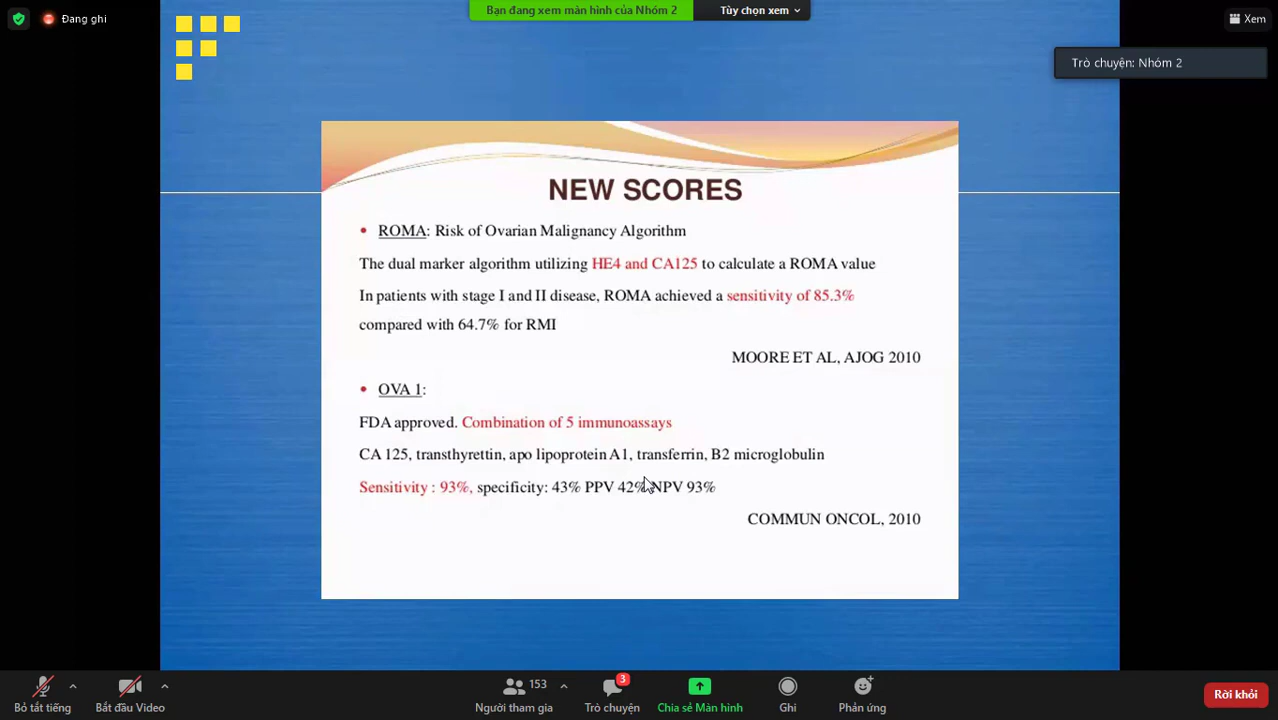 Đang ghi
Bạn đang xem màn hình của Nhóm 2
Tùy chọn xem
Xem
Trò chuyện: Nhóm 2
NEW SCORES
• ROMA: Risk of Ovarian Malignancy Algorithm
The dual marker algorithm utilizing HE4 and CA125 to calculate a ROMA value
In patients with stage I and II disease, ROMA achieved a sensitivity of 85.3%
compared with 64.7% for RMI
MOORE ET AL, AJOG 2010
• OVA 1:
FDA approved. Combination of 5 immunoassays
CA 125, transthyrettin, apo lipoprotein A1, transferrin, B2 microglobulin
Sensitivity : 93%, specificity: 43% PPV 42% NPV 93%
COMMUN ONCOL, 2010
153
3
Bỏ tắt tiếng
Bắt đầu Video
Người tham gia
Trò chuyện
Chia sẻ Màn hình
Ghi
Phản ứng
Rời khỏi